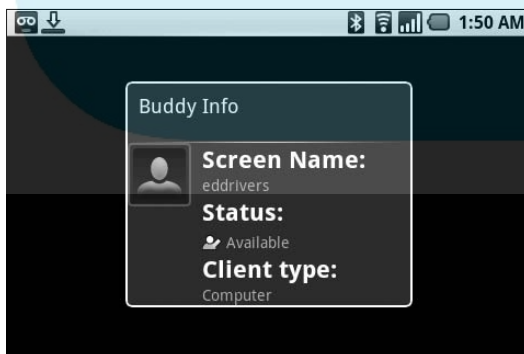 1:50 AM
Buddy Info
Screen Name:
eddrivers
Status:
Available
Client type:
Computer